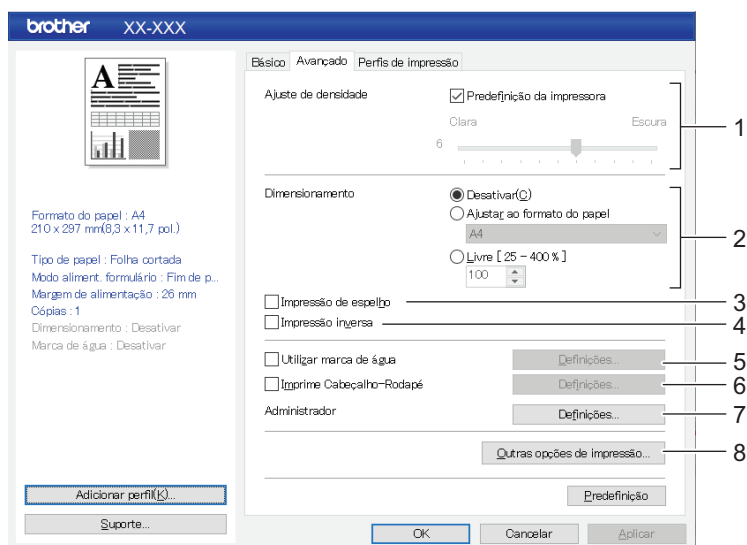 brother XX-XXX
Básico Avançado Perfis de impressão
Ajuste de densidade
Predefinição da impressora
Clara Escura
6
1
Dimensionamento
Desativar(C)
Ajustar ao formato do papel
A4
Livre [ 25 - 400 % ]
100
2
Impressão de espelho
3
Impressão inversa
4
Utilizar marca de água
Definições...
5
Imprime Cabeçalho-Rodapé
Definições...
6
Administrador
Definições...
7
Outras opções de impressão...
8
Predefinição
A
Formato do papel : A4
210 x 297 mm(8,3 x 11,7 pol.)
Tipo de papel : Folha cortada
Modo aliment. formulário : Fim de p...
Margem de alimentação : 26 mm
Cópias : 1
Dimensionamento : Desativar
Marca de água : Desativar
Adicionar perfil(K)...
Suporte...
OK Cancelar Aplicar